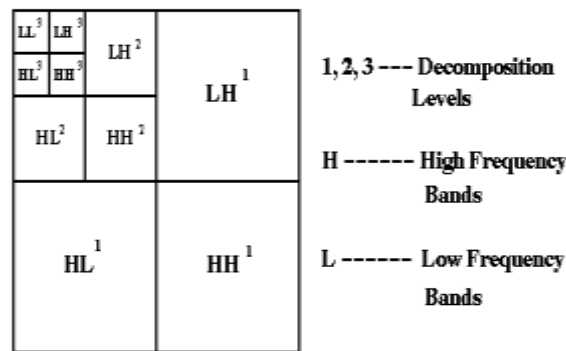 LL³ LH³
LH²
HL³ HH³
LH¹
HL² HH²
HL¹ HH¹
1, 2, 3 --- Decomposition
Levels
H ------ High Frequency
Bands
L ------ Low Frequency
Bands